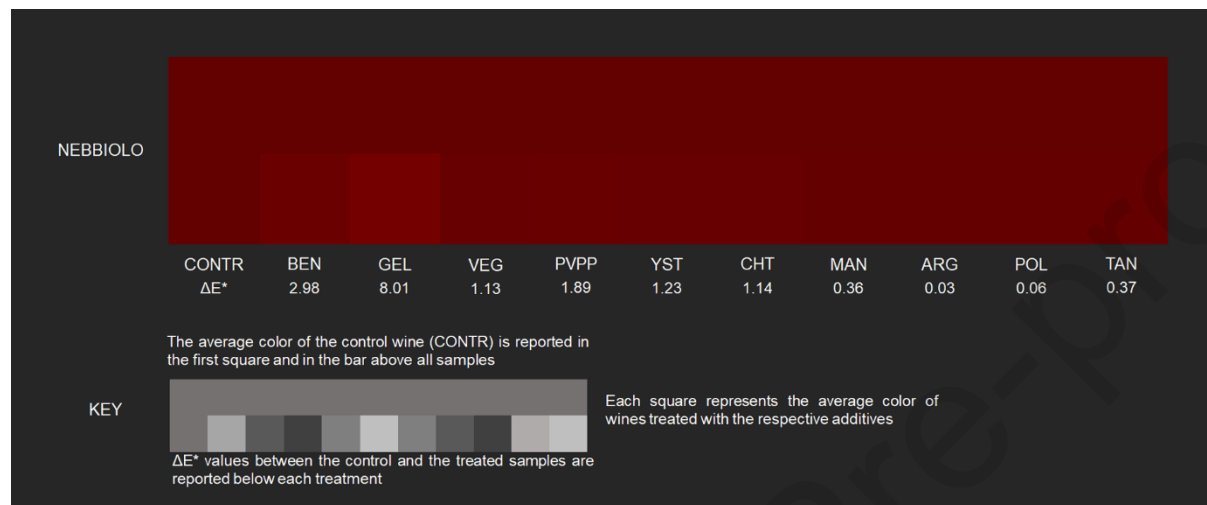 NEBBIOLO
CONTR BEN GEL VEG PVPP YST CHT MAN ARG POL TAN
ΔE* 2.98 8.01 1.13 1.89 1.23 1.14 0.36 0.03 0.06 0.37
The average color of the control wine (CONTR) is reported in
the first square and in the bar above all samples
KEY
Each square represents the average color of
wines treated with the respective additives
ΔE* values between the control and the treated samples are
reported below each treatment
re-pro